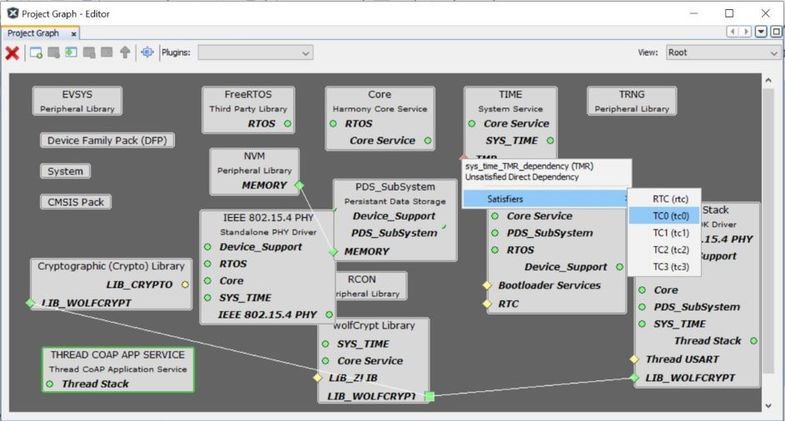 Project Graph - Editor
Project Graph
Plugins:
View: Root
EVSYS
Peripheral Library
FreeRTOS
Third Party Library
RTOS
Core
Harmony Core Service
RTOS
Core Service
TIME
System Service
Core Service
SYS_TIME
TMR
TRNG
Peripheral Library
Device Family Pack (DFP)
System
CMSIS Pack
NVM
Peripheral Library
MEMORY
sys_time_TMR_dependency (TMR)
Unsatisfied Direct Dependency
Satisfiers
RTC (rtc)
TC0 (tc0)
TC1 (tc1)
TC2 (tc2)
TC3 (tc3)
PDS_SubSystem
Persistant Data Storage
Device_Support
PDS_SubSystem
MEMORY
IEEE 802.15.4 PHY
Standalone PHY Driver
Device_Support
RTOS
Core
SYS_TIME
IEEE 802.15.4 PHY
Core Service
PDS_SubSystem
RTOS
Device_Support
Bootloader Services
RTC
Stack
DK Driver
15.4 PHY
Support
Core
PDS_SubSystem
SYS_TIME
Thread Stack
Thread USART
LIB_WOLFCRYPT
Cryptographic (Crypto) Library
LIB_CRYPTO
LIB_WOLFCRYPT
RCON
ripheral Library
wolfCrypt Library
SYS_TIME
Core Service
LIB_ZLIB
LIB_WOLFCRYPT
THREAD COAP APP SERVICE
Thread CoAP Application Service
Thread Stack